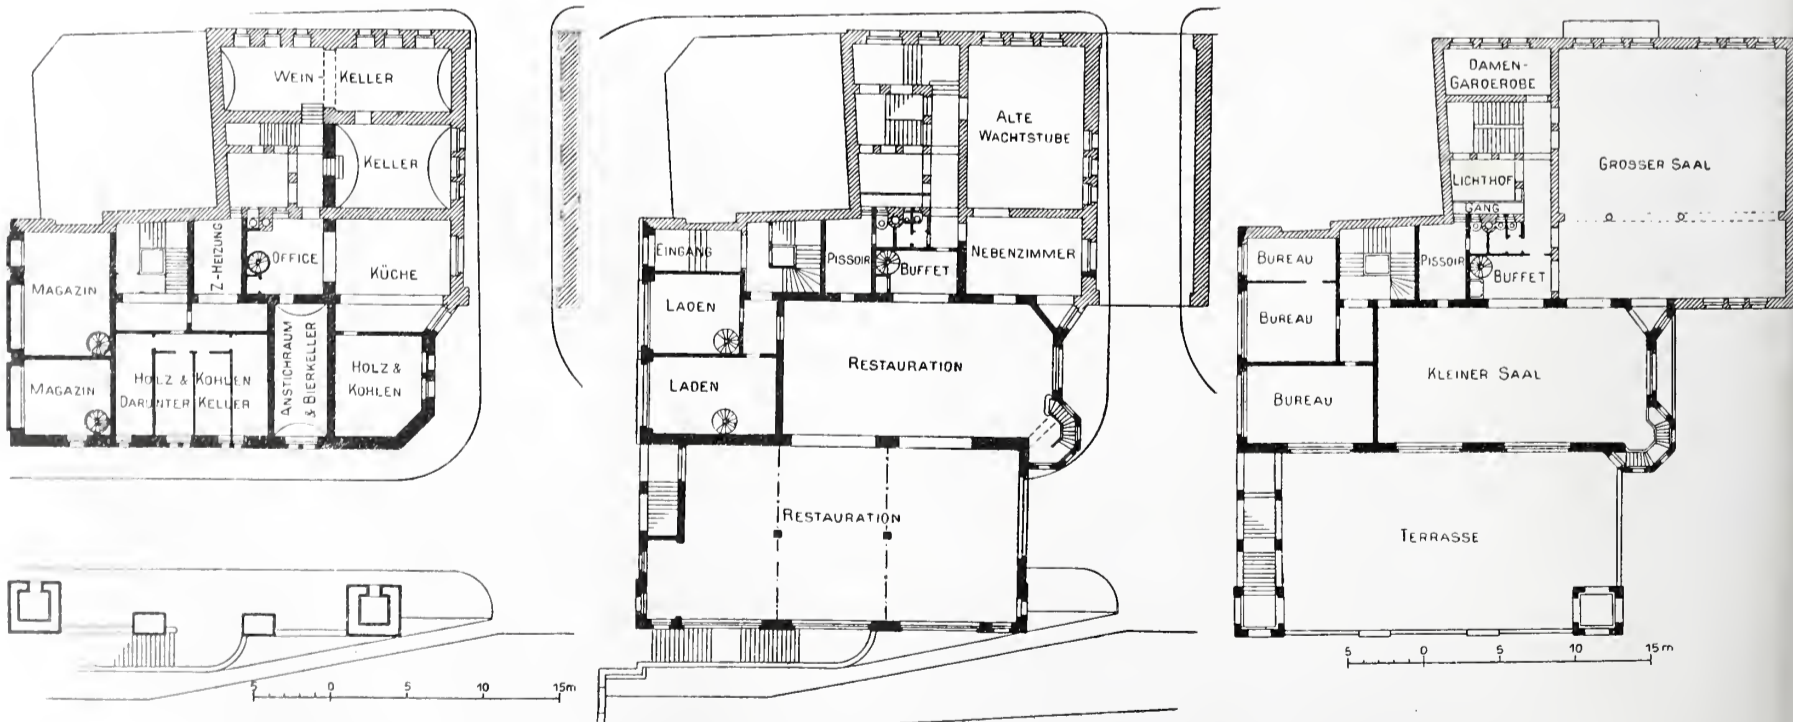 WEIN-KELLER
KELLER
Z-HEIZUNG
OFFICE
KÜCHE
MAGAZIN
MAGAZIN
HOLZ & KOHLEN
DARUNTER KELLER
ANSTICHRAUM
& BIERKELLER
HOLZ &
KOHLEN
5 0 5 10 15m
ALTE
WACHTSTUBE
EINGANG
PISSOIR
BUFFET
NEBENZIMMER
LADEN
LADEN
RESTAURATION
RESTAURATION
DAMEN-
GARDEROBE
GROSSER SAAL
LICHTHOF
GANG
BUREAU
PISSOIR
BUFFET
BUREAU
BUREAU
KLEINER SAAL
TERRASSE
5 0 5 10 15m